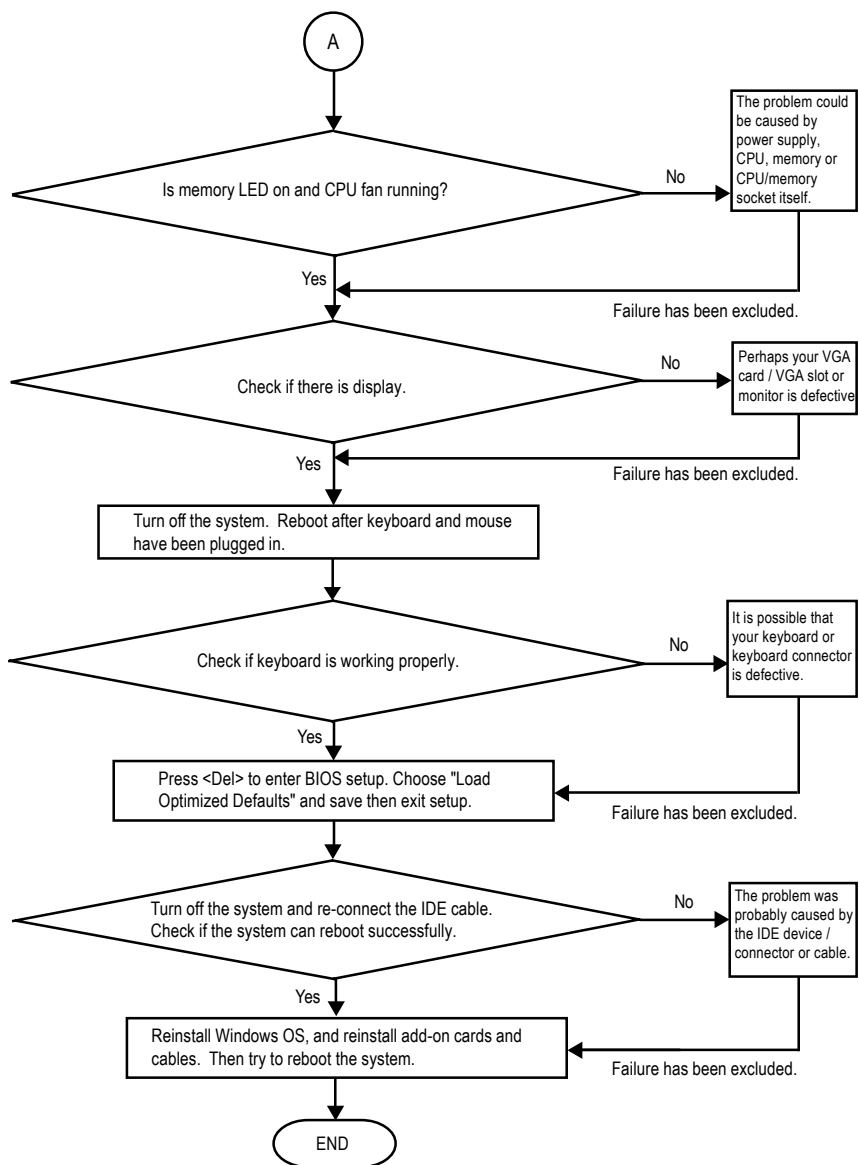 A
Is memory LED on and CPU fan running?
No
The problem could
be caused by
power supply,
CPU, memory or
CPU/memory
socket itself.
Yes
Failure has been excluded.
Check if there is display.
No
Perhaps your VGA
card / VGA slot or
monitor is defective
Yes
Failure has been excluded.
Turn off the system.  Reboot after keyboard and mouse
have been plugged in.
Check if keyboard is working properly.
No
It is possible that
your keyboard or
keyboard connector
is defective.
Yes
Press <Del> to enter BIOS setup. Choose "Load
Optimized Defaults" and save then exit setup.
Failure has been excluded.
Turn off the system and re-connect the IDE cable.
Check if the system can reboot successfully.
No
The problem was
probably caused by
the IDE device /
connector or cable.
Yes
Reinstall Windows OS, and reinstall add-on cards and
cables.  Then try to reboot the system.
Failure has been excluded.
END